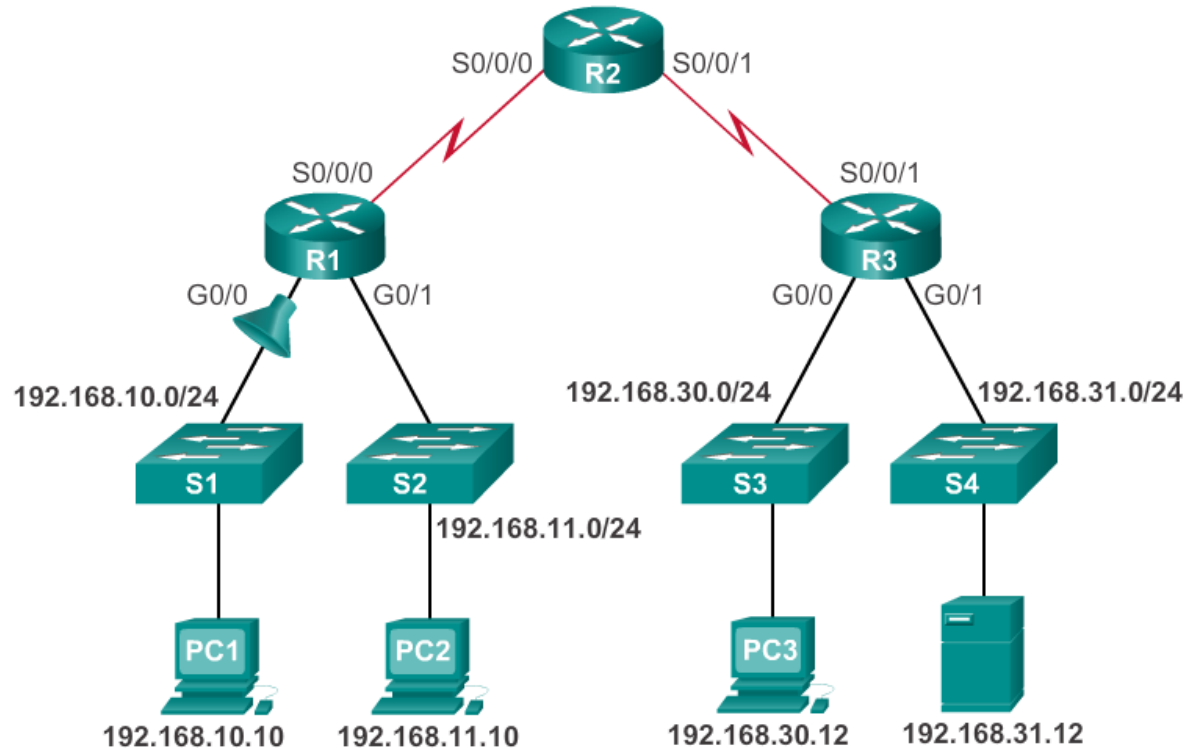 S0/0/0
R2
S0/0/1
S0/0/0
S0/0/1
R1
R3
G0/0
G0/1
G0/0
G0/1
192.168.10.0/24
192.168.30.0/24
192.168.31.0/24
S1
S2
S3
S4
192.168.11.0/24
PC1
PC2
PC3
192.168.10.10
192.168.11.10
192.168.30.12
192.168.31.12